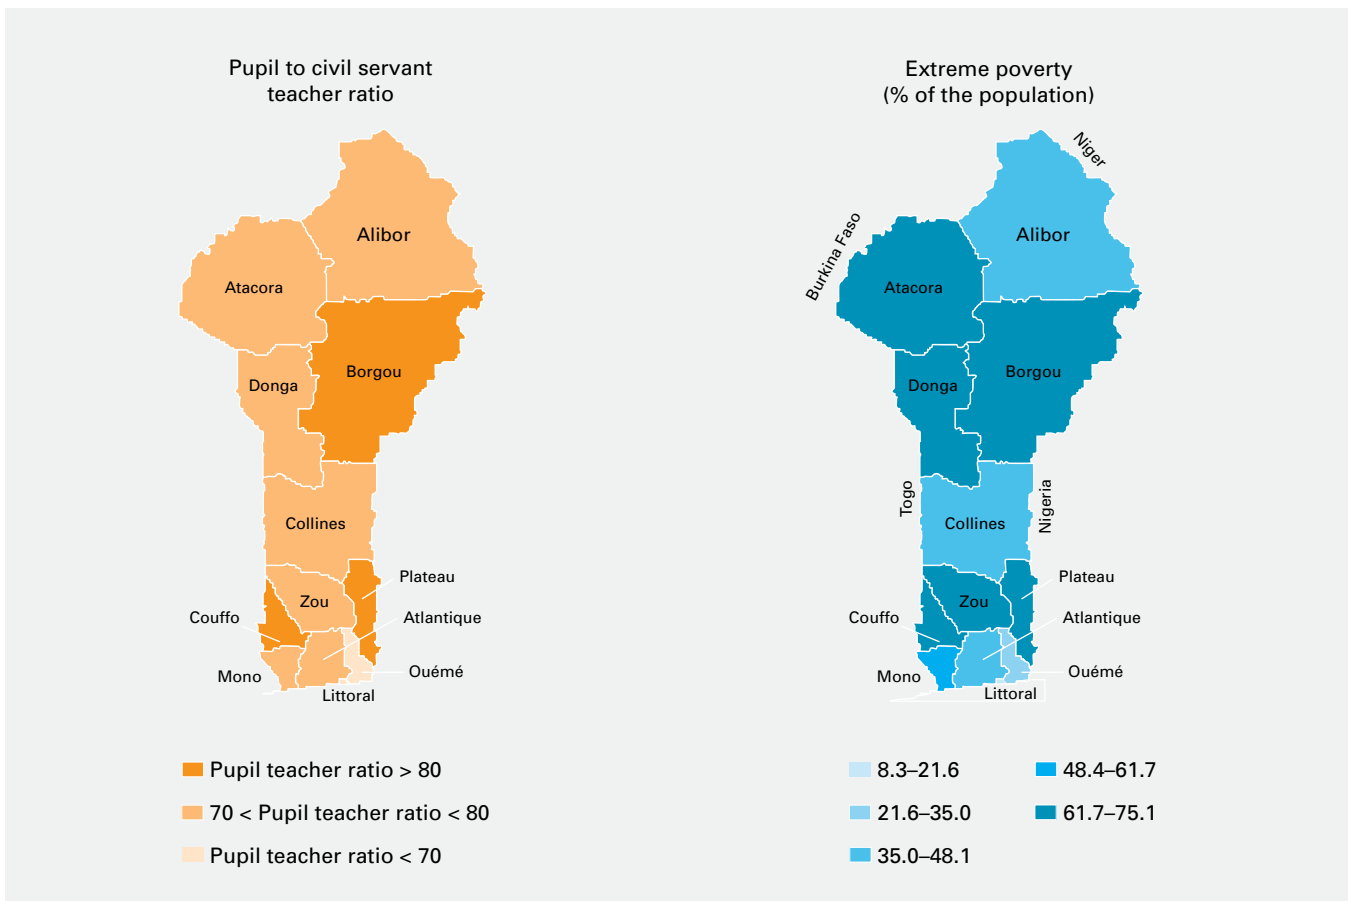 Pupil to civil servant
teacher ratio
Alibor
Atacora
Borgou
Donga
Collines
Plateau
Zou
Couffo
Atlantique
Mono
Ouémé
Littoral
Pupil teacher ratio > 80
70 < Pupil teacher ratio < 80
Pupil teacher ratio < 70
Extreme poverty
(% of the population)
Niger
Burkina Faso
Alibor
Atacora
Borgou
Donga
Togo
Nigeria
Collines
Plateau
Zou
Couffo
Atlantique
Mono
Ouémé
Littoral
8.3–21.6
21.6–35.0
35.0–48.1
48.4–61.7
61.7–75.1